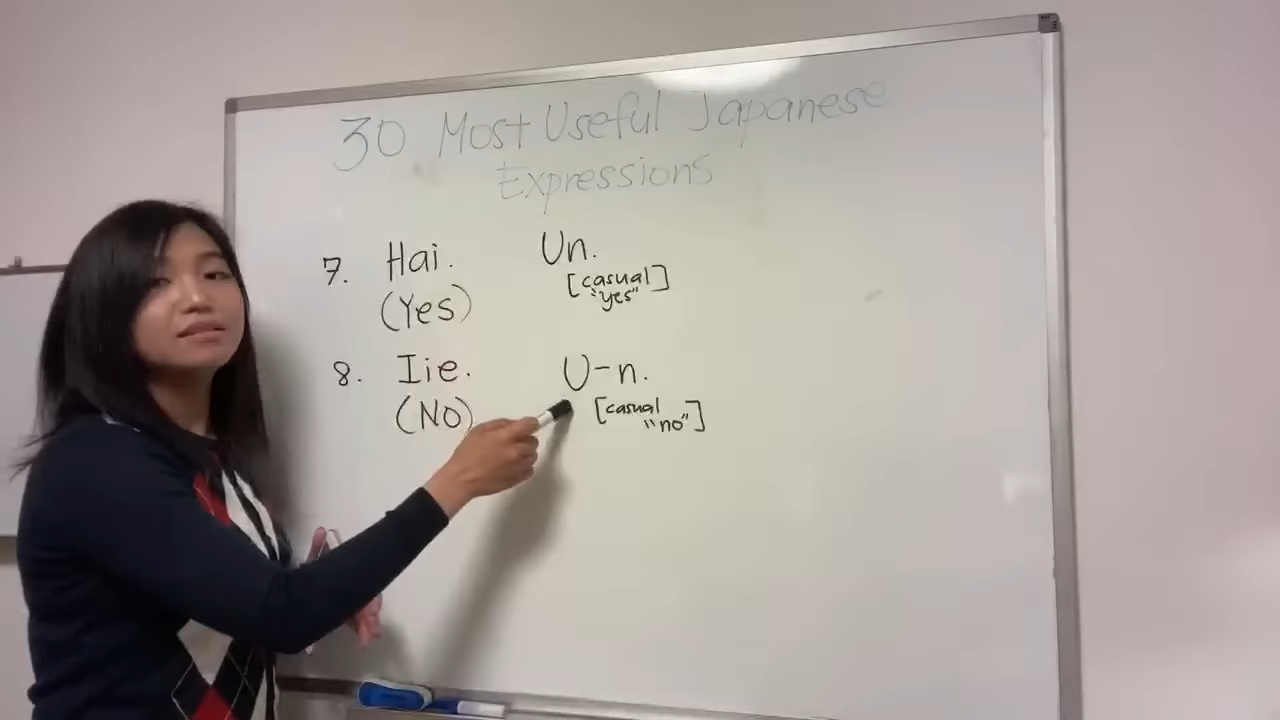 30 Most Useful Japanese
Expressions
7. Hai. Un.
(Yes) [casual
"yes"]
8. Iie. U-n.
(No) [casual
"no"]